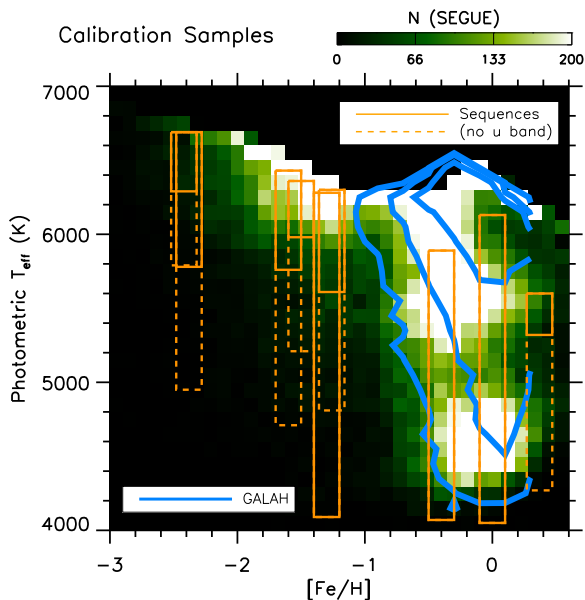 Calibration Samples
N (SEGUE)
0 66 133 200
Sequences
(no u band)
7000
6000
5000
4000
Photometric Teff (K)
GALAH
−3 −2 −1 0
[Fe/H]